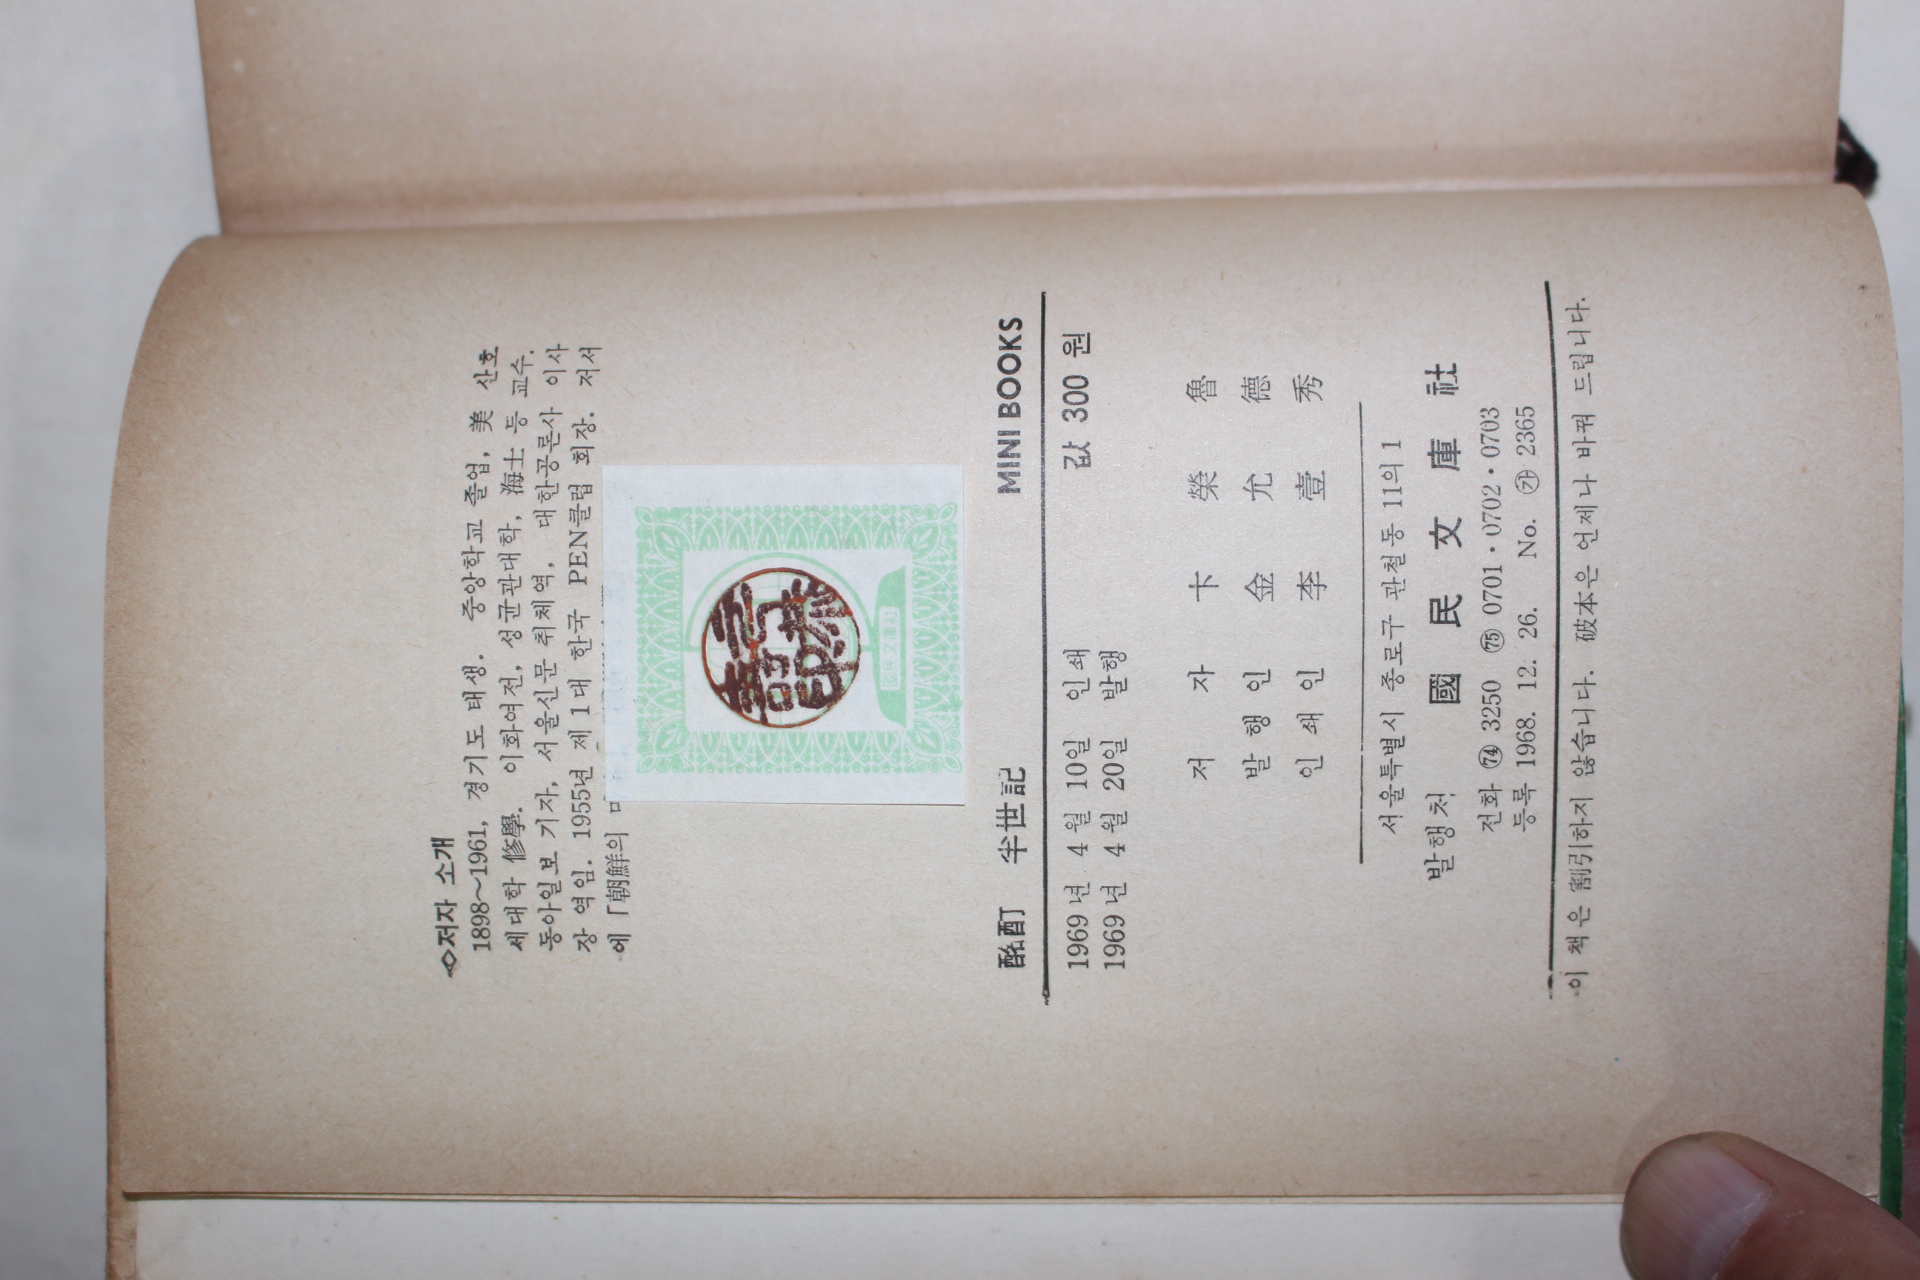 ◇저자 소개
1898~1961, 경기도 태생. 중앙학교 졸업, 美 산호
세대학 修學. 이화여전, 성균관대학, 海士 등 교수.
동아일보 기자, 서울신문 취체역, 대한공론사 이사
장 역임. 1955년 제1대 한국 PEN클럽 회장. 저서
에 「朝鮮의
酩酊 半世記 MINI BOOKS
1969년 4월 10일 인쇄 값 300 원
1969년 4월 20일 발행
저 자 卞 榮 魯
발 행 인 金 允 德
인 쇄 인 李 壹 秀
서울특별시 종로구 관철동 11의 1
발행처 國 民 文 庫 社
전화 ㉔ 3250 ㉕ 0701·0702·0703
등록 1968. 12. 26. No. ㉮ 2365
이 책은 割引하지 않습니다. 破本은 언제나 바꿔 드립니다.